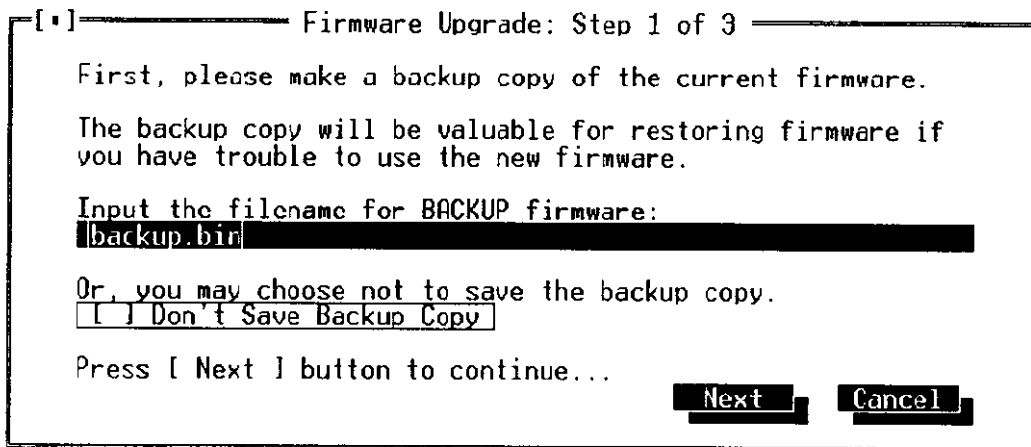 [▪] Firmware Upgrade: Step 1 of 3
First, please make a backup copy of the current firmware.
The backup copy will be valuable for restoring firmware if
you have trouble to use the new firmware.
Input the filename for BACKUP firmware:
backup.bin
Or, you may choose not to save the backup copy.
[ ] Don't Save Backup Copy
Press [ Next ] button to continue...
Next Cancel